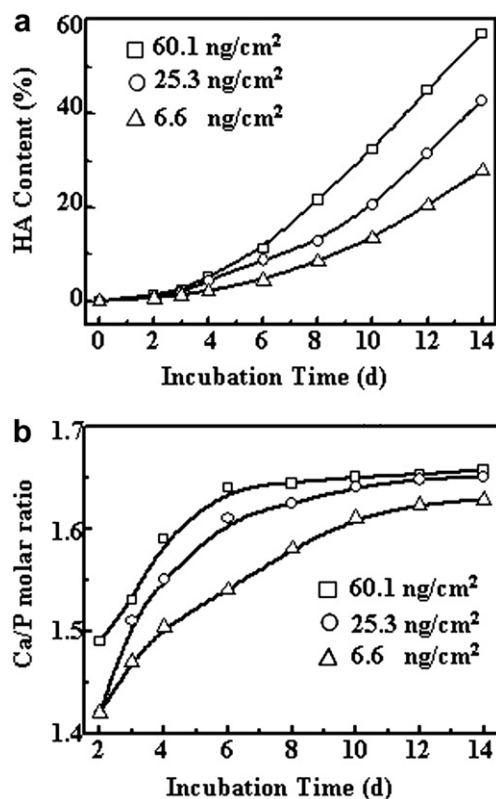 a
60
40
20
0
HA Content (%)
60.1 ng/cm²
25.3 ng/cm²
6.6 ng/cm²
0 2 4 6 8 10 12 14
Incubation Time (d)
b
1.7
1.6
1.5
1.4
Ca/P molar ratio
60.1 ng/cm²
25.3 ng/cm²
6.6 ng/cm²
2 4 6 8 10 12 14
Incubation Time (d)